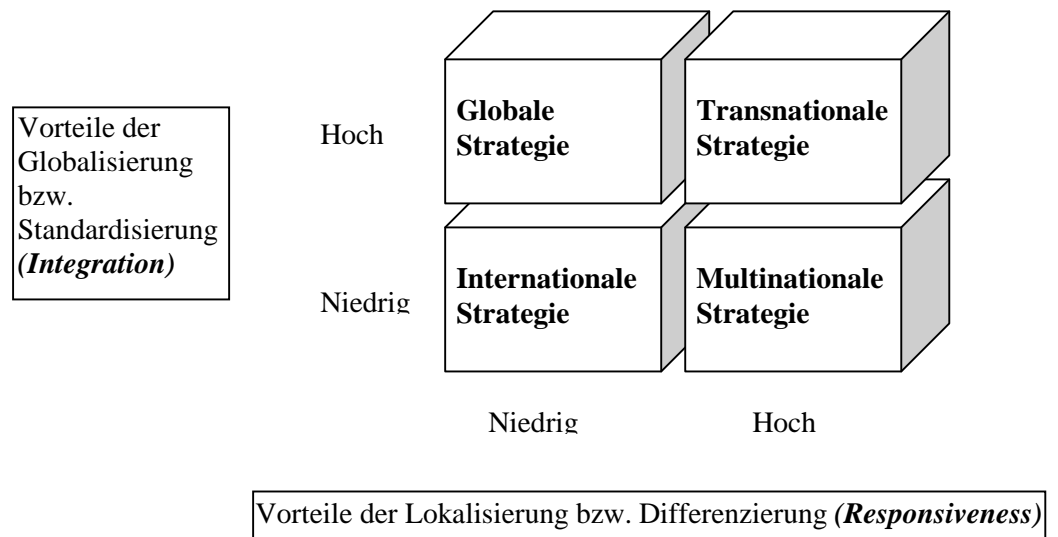 Vorteile der
Globalisierung
bzw.
Standardisierung
(Integration)
Hoch
Globale
Strategie
Transnationale
Strategie
Niedrig
Internationale
Strategie
Multinationale
Strategie
Niedrig
Hoch
Vorteile der Lokalisierung bzw. Differenzierung (Responsiveness)